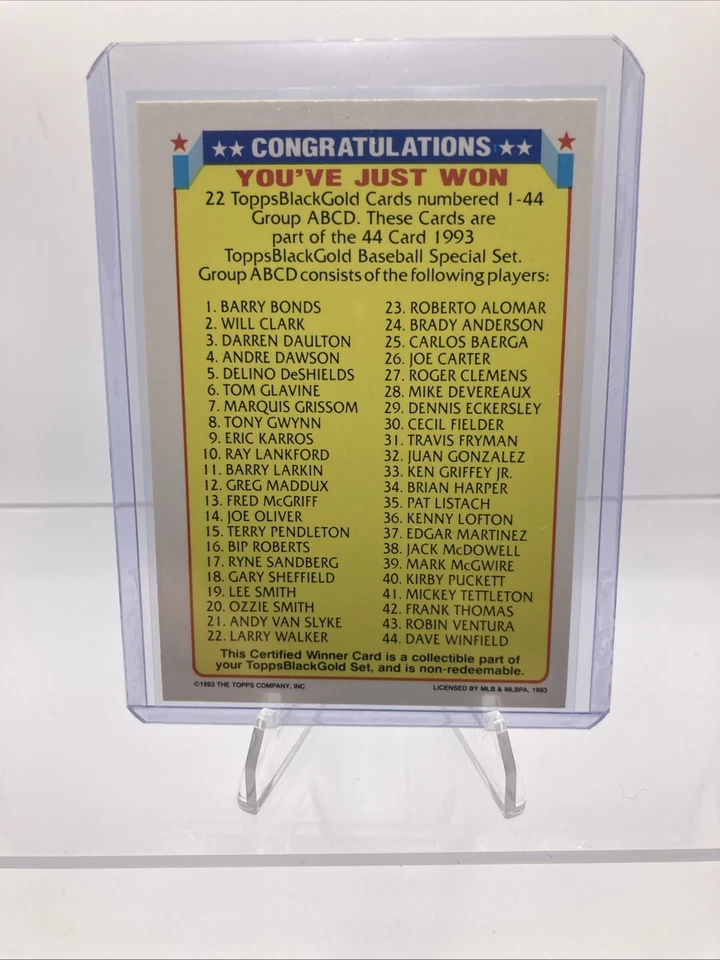 ★★ CONGRATULATIONS ★★
YOU'VE JUST WON
22 ToppsBlackGold Cards numbered 1-44
Group ABCD. These Cards are
part of the 44 Card 1993
ToppsBlackGold Baseball Special Set.
Group ABCD consists of the following players:
1. BARRY BONDS
2. WILL CLARK
3. DARREN DAULTON
4. ANDRE DAWSON
5. DELINO DeSHIELDS
6. TOM GLAVINE
7. MARQUIS GRISSOM
8. TONY GWYNN
9. ERIC KARROS
10. RAY LANKFORD
11. BARRY LARKIN
12. GREG MADDUX
13. FRED McGRIFF
14. JOE OLIVER
15. TERRY PENDLETON
16. BIP ROBERTS
17. RYNE SANDBERG
18. GARY SHEFFIELD
19. LEE SMITH
20. OZZIE SMITH
21. ANDY VAN SLYKE
22. LARRY WALKER
23. ROBERTO ALOMAR
24. BRADY ANDERSON
25. CARLOS BAERGA
26. JOE CARTER
27. ROGER CLEMENS
28. MIKE DEVEREAUX
29. DENNIS ECKERSLEY
30. CECIL FIELDER
31. TRAVIS FRYMAN
32. JUAN GONZALEZ
33. KEN GRIFFEY JR.
34. BRIAN HARPER
35. PAT LISTACH
36. KENNY LOFTON
37. EDGAR MARTINEZ
38. JACK McDOWELL
39. MARK McGWIRE
40. KIRBY PUCKETT
41. MICKEY TETTLETON
42. FRANK THOMAS
43. ROBIN VENTURA
44. DAVE WINFIELD
This Certified Winner Card is a collectible part of
your ToppsBlackGold Set, and is non-redeemable.
©1993 THE TOPPS COMPANY, INC.
LICENSED BY MLB & MLBPA, 1993